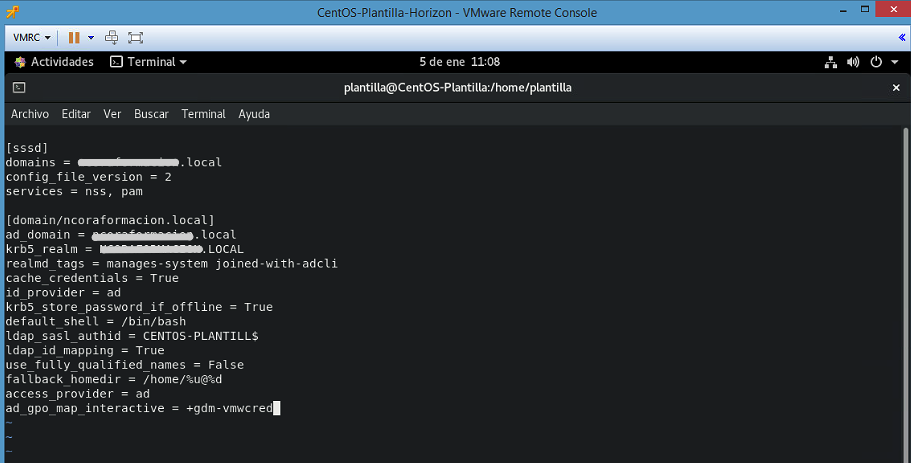 CentOS-Plantilla-Horizon - VMware Remote Console
VMRC
Actividades Terminal 5 de ene 11:08
plantilla@CentOS-Plantilla:/home/plantilla
Archivo Editar Ver Buscar Terminal Ayuda
[sssd]
domains = .local
config_file_version = 2
services = nss, pam
[domain/ncoraformacion.local]
ad_domain = .local
krb5_realm = .LOCAL
realmd_tags = manages-system joined-with-adcli
cache_credentials = True
id_provider = ad
krb5_store_password_if_offline = True
default_shell = /bin/bash
ldap_sasl_authid = CENTOS-PLANTILL$
ldap_id_mapping = True
use_fully_qualified_names = False
fallback_homedir = /home/%u@%d
access_provider = ad
ad_gpo_map_interactive = +gdm-vmwcred
~
~
~